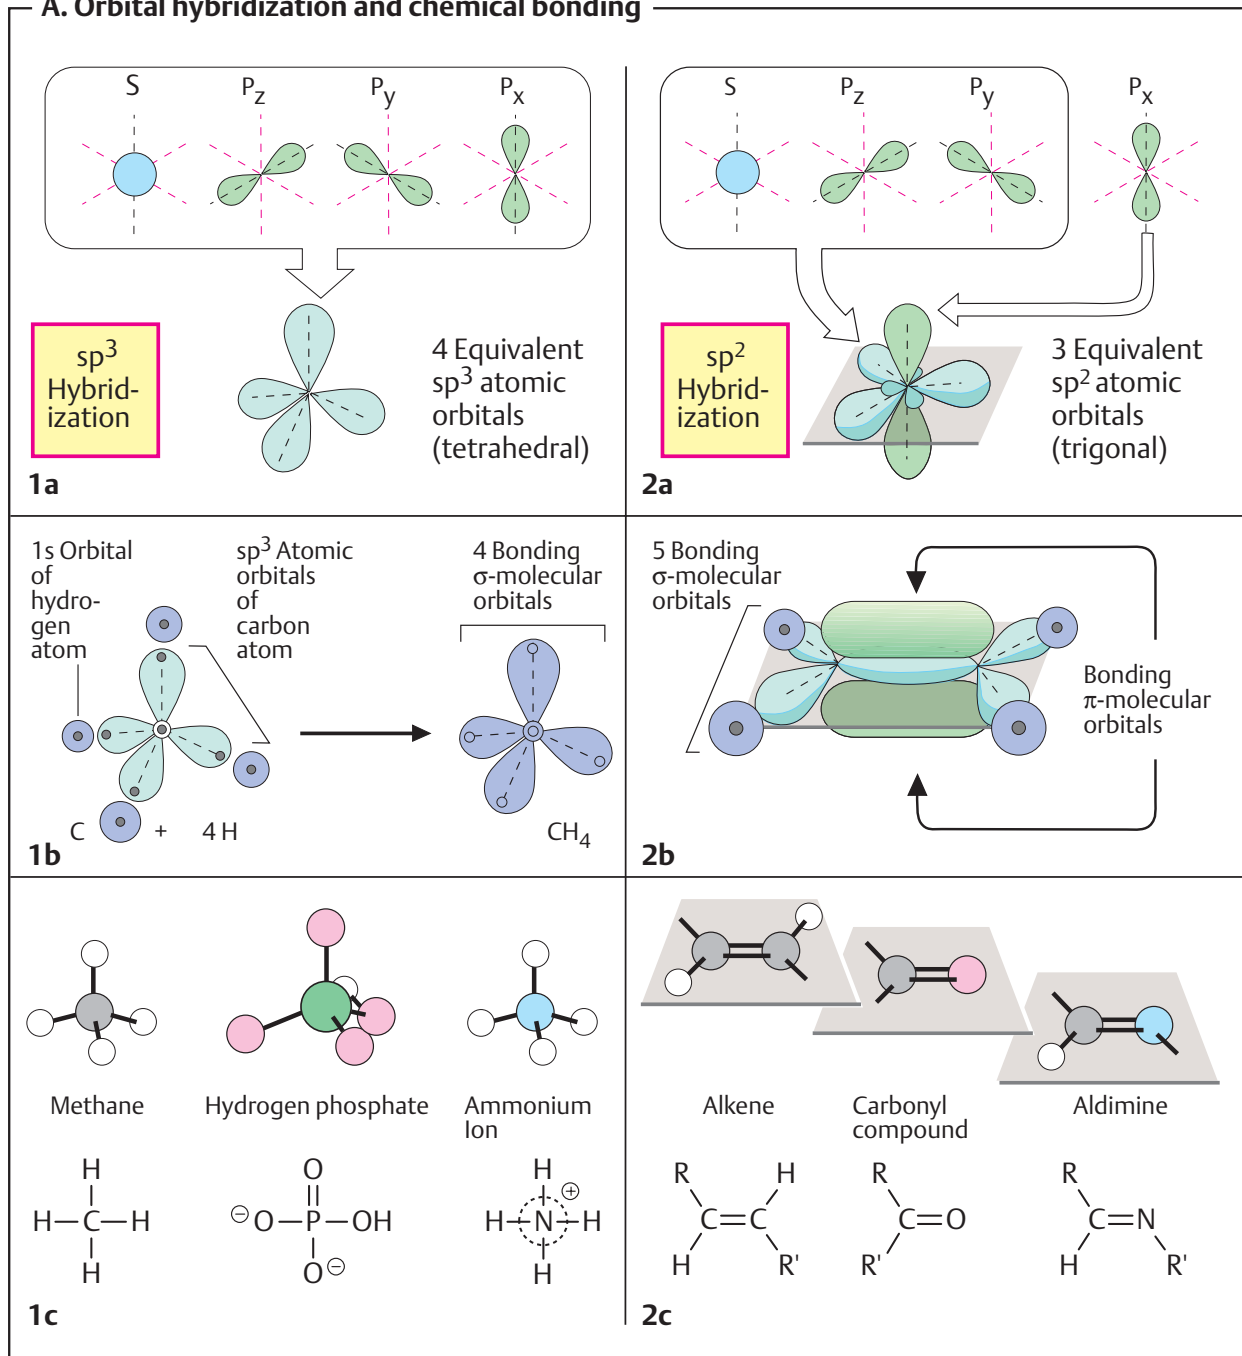 A. Orbital hybridization and chemical bonding
S
Pz
Py
Px
sp3
Hybrid-
ization
4 Equivalent
sp3 atomic
orbitals
(tetrahedral)
1a
S
Pz
Py
Px
sp2
Hybrid-
ization
3 Equivalent
sp2 atomic
orbitals
(trigonal)
2a
1s Orbital
of
hydro-
gen
atom
sp3 Atomic
orbitals
of
carbon
atom
4 Bonding
σ-molecular
orbitals
C + 4 H
CH4
1b
5 Bonding
σ-molecular
orbitals
Bonding
π-molecular
orbitals
2b
Methane
Hydrogen phosphate
Ammonium
Ion
H
H–C–H
H
O
⊖O–P–OH
O⊖
H ⊕
H–N–H
H
1c
Alkene
Carbonyl
compound
Aldimine
R H
C=C
H R'
R
C=O
R'
R
C=N
H R'
2c